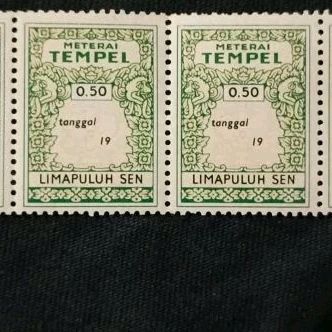 METERAI
TEMPEL
0.50
tanggal
19
LIMAPULUH SEN
METERAI
TEMPEL
0.50
tanggal
19
LIMAPULUH SEN